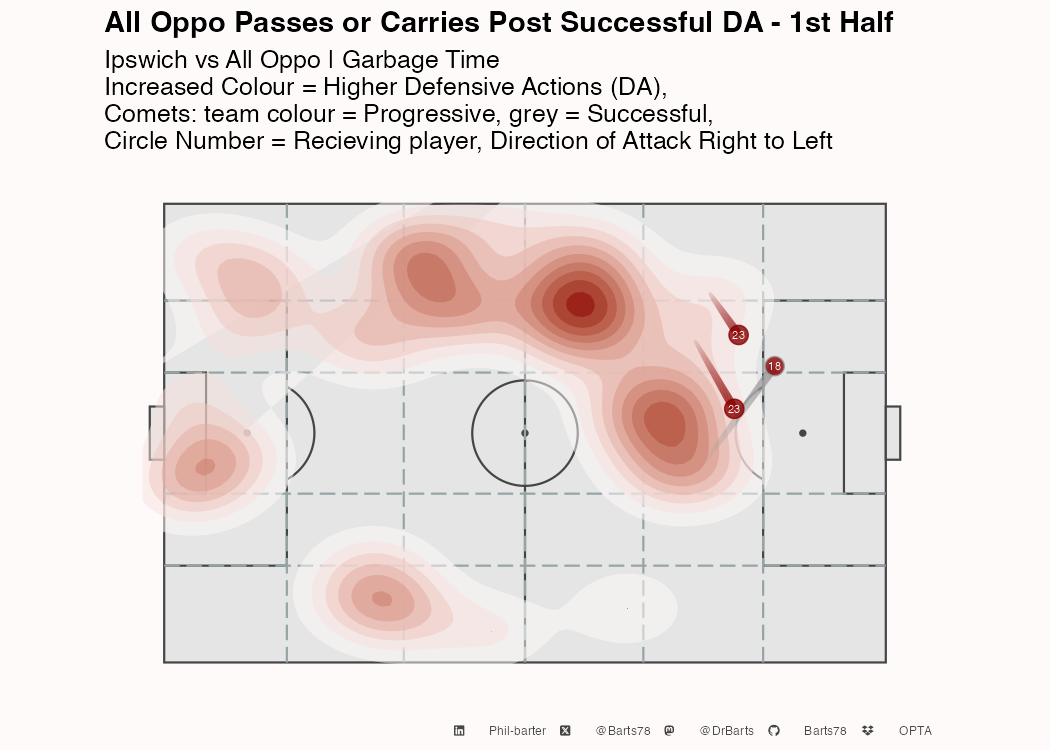 All Oppo Passes or Carries Post Successful DA - 1st Half
Ipswich vs All Oppo | Garbage Time
Increased Colour = Higher Defensive Actions (DA),
Comets: team colour = Progressive, grey = Successful,
Circle Number = Recieving player, Direction of Attack Right to Left
23
18
23
Phil-barter @Barts78 @DrBarts Barts78 OPTA